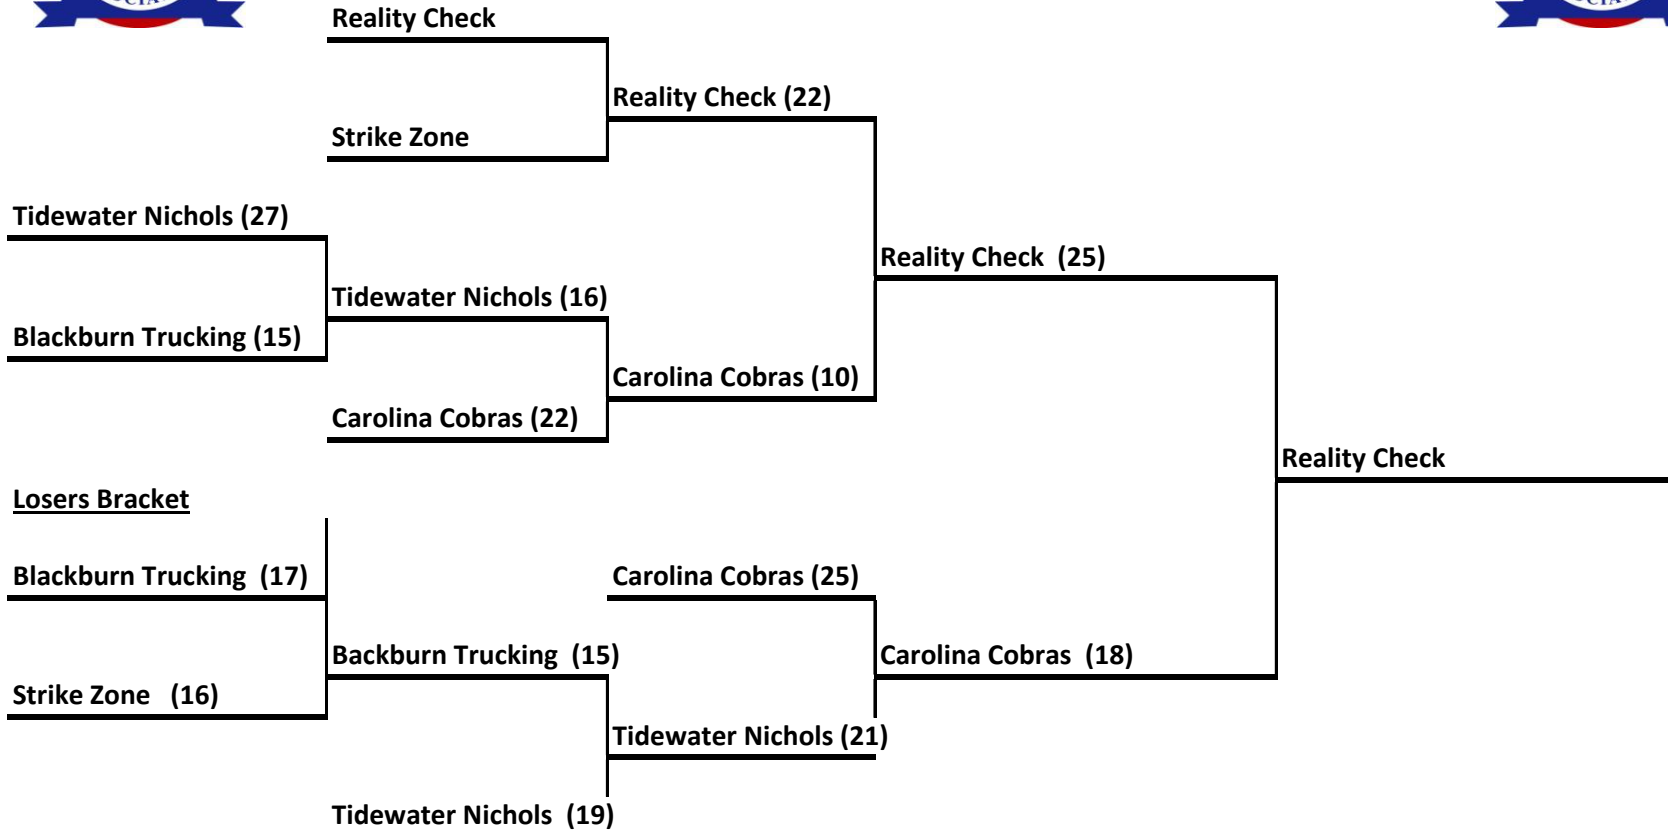 Reality Check
Reality Check (22)
Strike Zone
Tidewater Nichols (27)
Reality Check  (25)
Tidewater Nichols (16)
Blackburn Trucking (15)
Carolina Cobras (10)
Carolina Cobras (22)
Reality Check
Losers Bracket
Blackburn Trucking  (17)
Carolina Cobras (25)
Backburn Trucking  (15)
Carolina Cobras  (18)
Strike Zone   (16)
Tidewater Nichols (21)
Tidewater Nichols  (19)